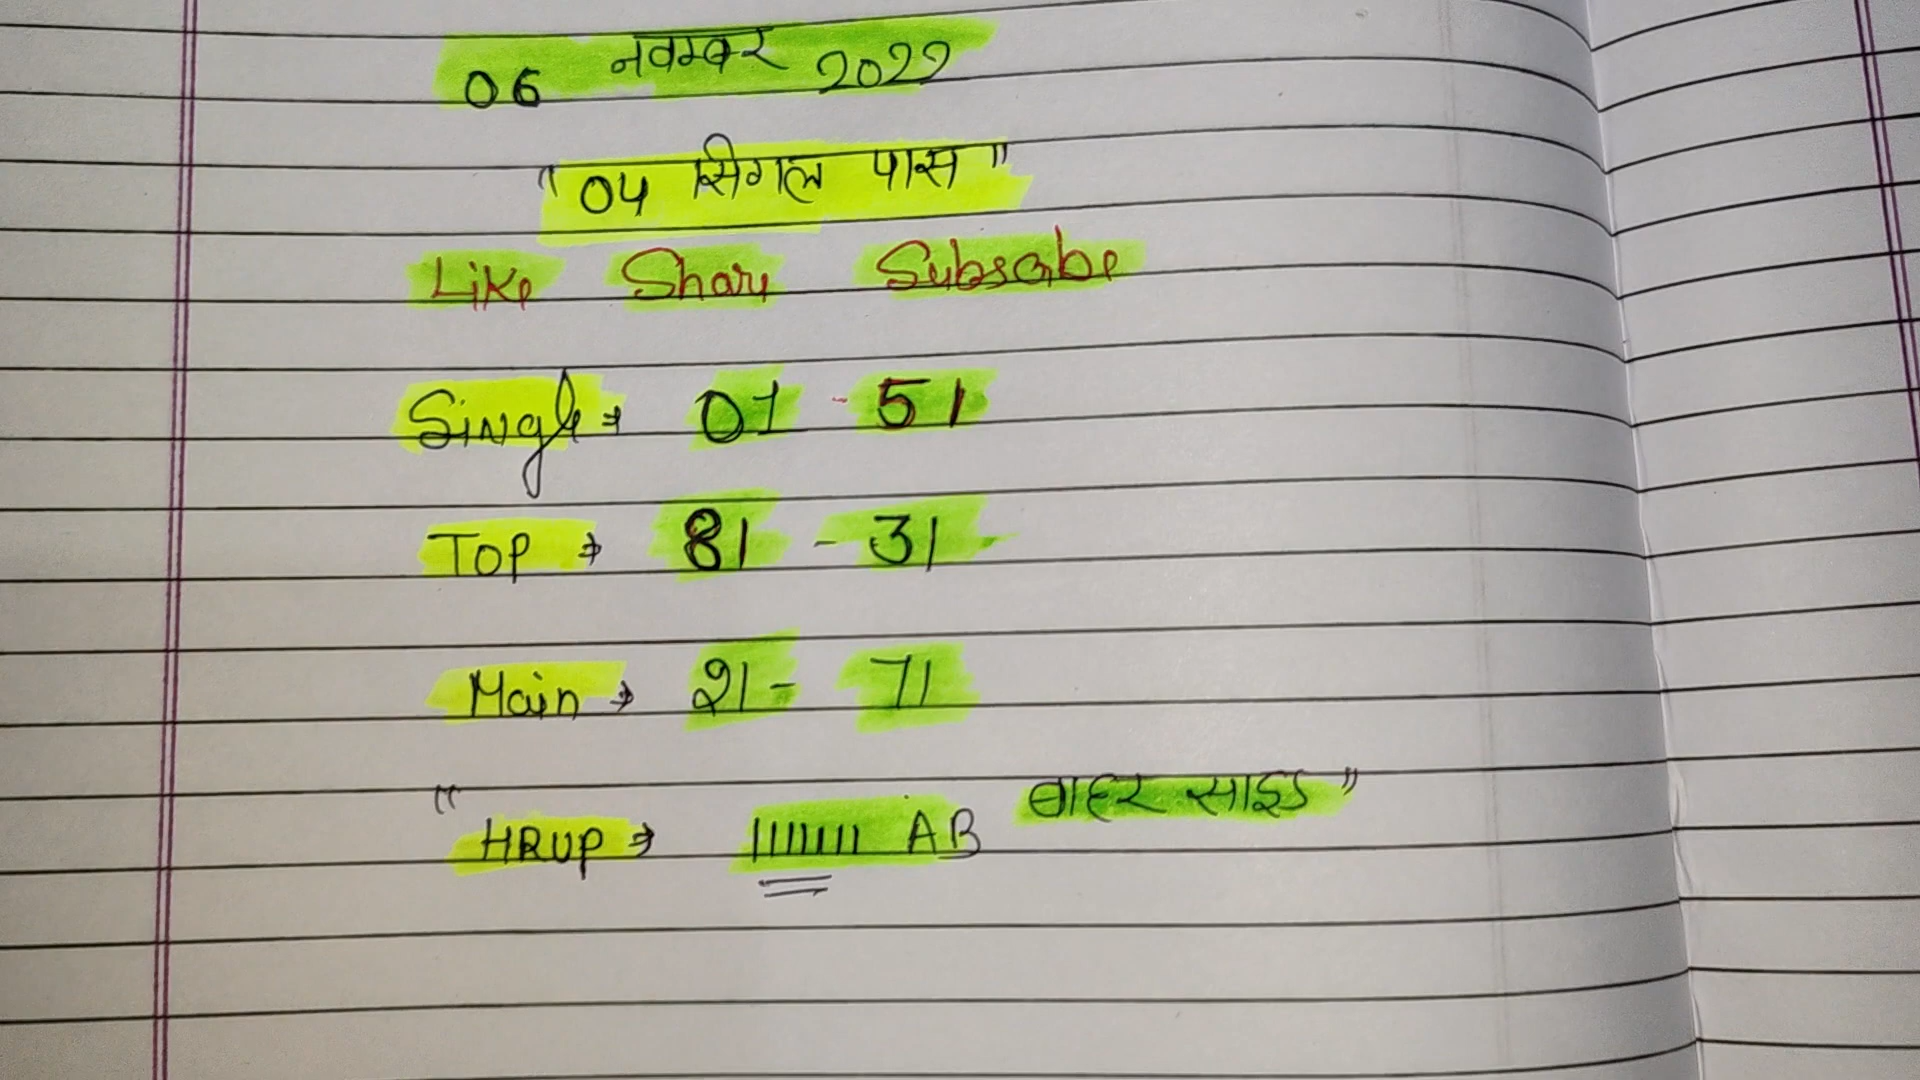 06 नवम्बर 2022
"04 सिगल पास"
Like Share Subscribe
Single → 01 - 51
TOP → 81 - 31
Main → 21 - 71
"HRUP → 11111111 AB बाहर साइड"